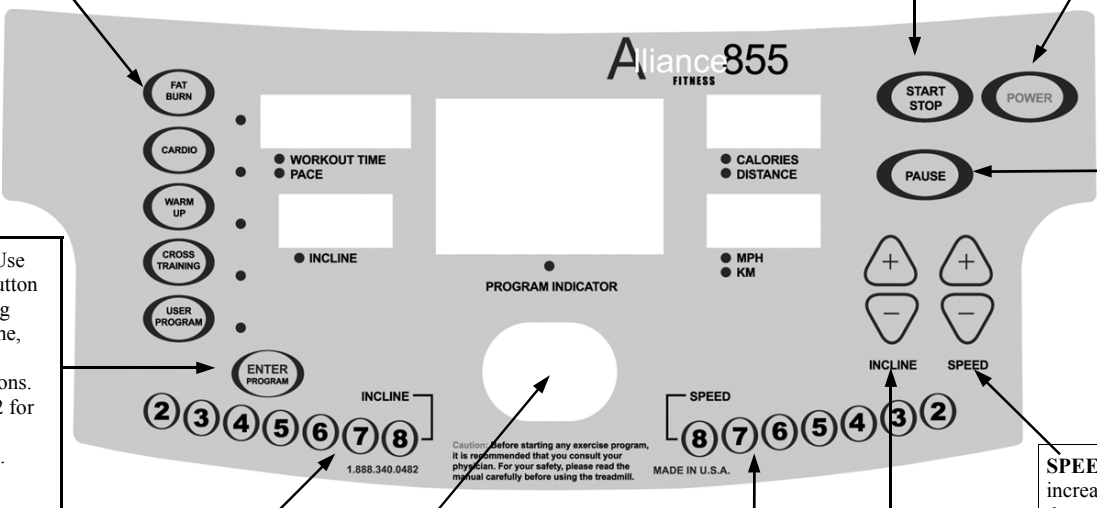 Alliance 855
FITNESS
FAT
BURN
CARDIO
WARM
UP
CROSS
TRAINING
USER
PROGRAM
WORKOUT TIME
PACE
INCLINE
PROGRAM INDICATOR
CALORIES
DISTANCE
MPH
KM
START
STOP
POWER
PAUSE
+ +
− −
INCLINE SPEED
Use
ng
ne,
ons.
2 for
.
ENTER
PROGRAM
INCLINE
2 3 4 5 6 7 8
SPEED
8 7 6 5 4 3 2
1.888.340.0482
Caution: Before starting any exercise program,
it is recommended that you consult your
physician. For your safety, please read the
manual carefully before using the treadmill.
MADE IN U.S.A.
SPEE
increa